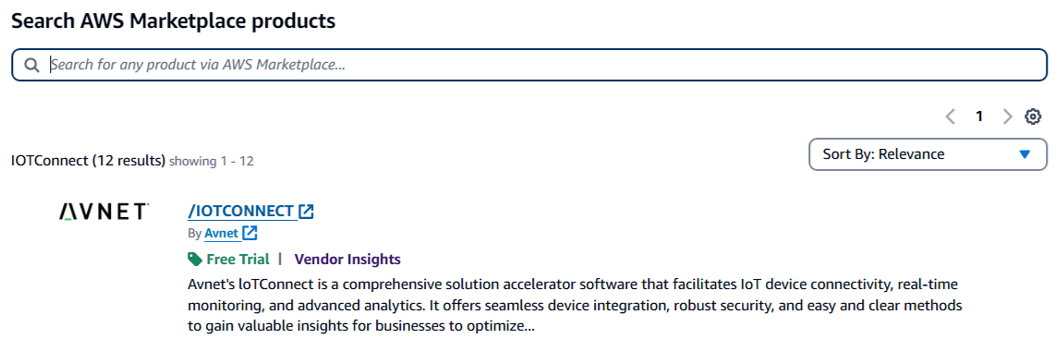 Search AWS Marketplace products
Search for any product via AWS Marketplace...
1
IOTConnect (12 results) showing 1 - 12
Sort By: Relevance
AVNET
/IOTCONNECT
By Avnet
Free Trial | Vendor Insights
Avnet's IoTConnect is a comprehensive solution accelerator software that facilitates IoT device connectivity, real-time
monitoring, and advanced analytics. It offers seamless device integration, robust security, and easy and clear methods
to gain valuable insights for businesses to optimize...